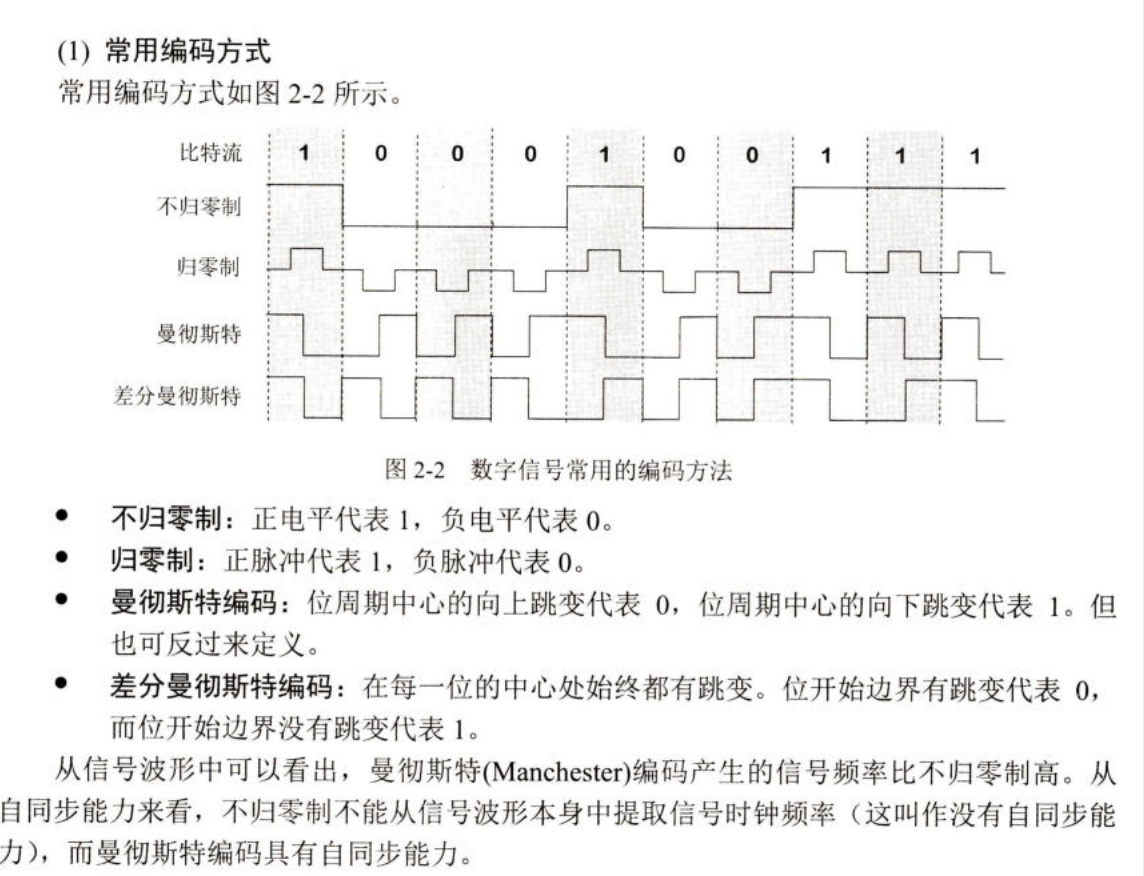 (1) 常用编码方式
常用编码方式如图 2-2 所示。
比特流 1 0 0 0 1 0 0 1 1 1
不归零制
归零制
曼彻斯特
差分曼彻斯特
图 2-2 数字信号常用的编码方法
● 不归零制：正电平代表 1，负电平代表 0。
● 归零制：正脉冲代表 1，负脉冲代表 0。
● 曼彻斯特编码：位周期中心的向上跳变代表 0，位周期中心的向下跳变代表 1。但
也可反过来定义。
● 差分曼彻斯特编码：在每一位的中心处始终都有跳变。位开始边界有跳变代表 0，
而位开始边界没有跳变代表 1。
从信号波形中可以看出，曼彻斯特(Manchester)编码产生的信号频率比不归零制高。从
自同步能力来看，不归零制不能从信号波形本身中提取信号时钟频率（这叫作没有自同步能
力），而曼彻斯特编码具有自同步能力。